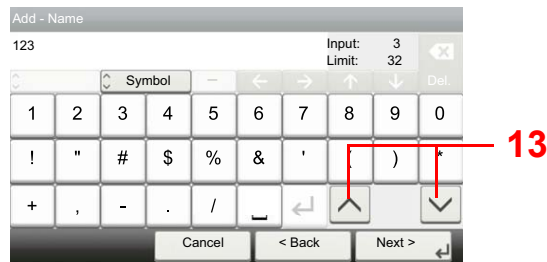 Add - Name
123
Input: 3
Limit: 32
Symbol
Del.
1 2 3 4 5 6 7 8 9 0
! " # $ % & ' ( ) *
+ , - . /
Cancel < Back Next >
13